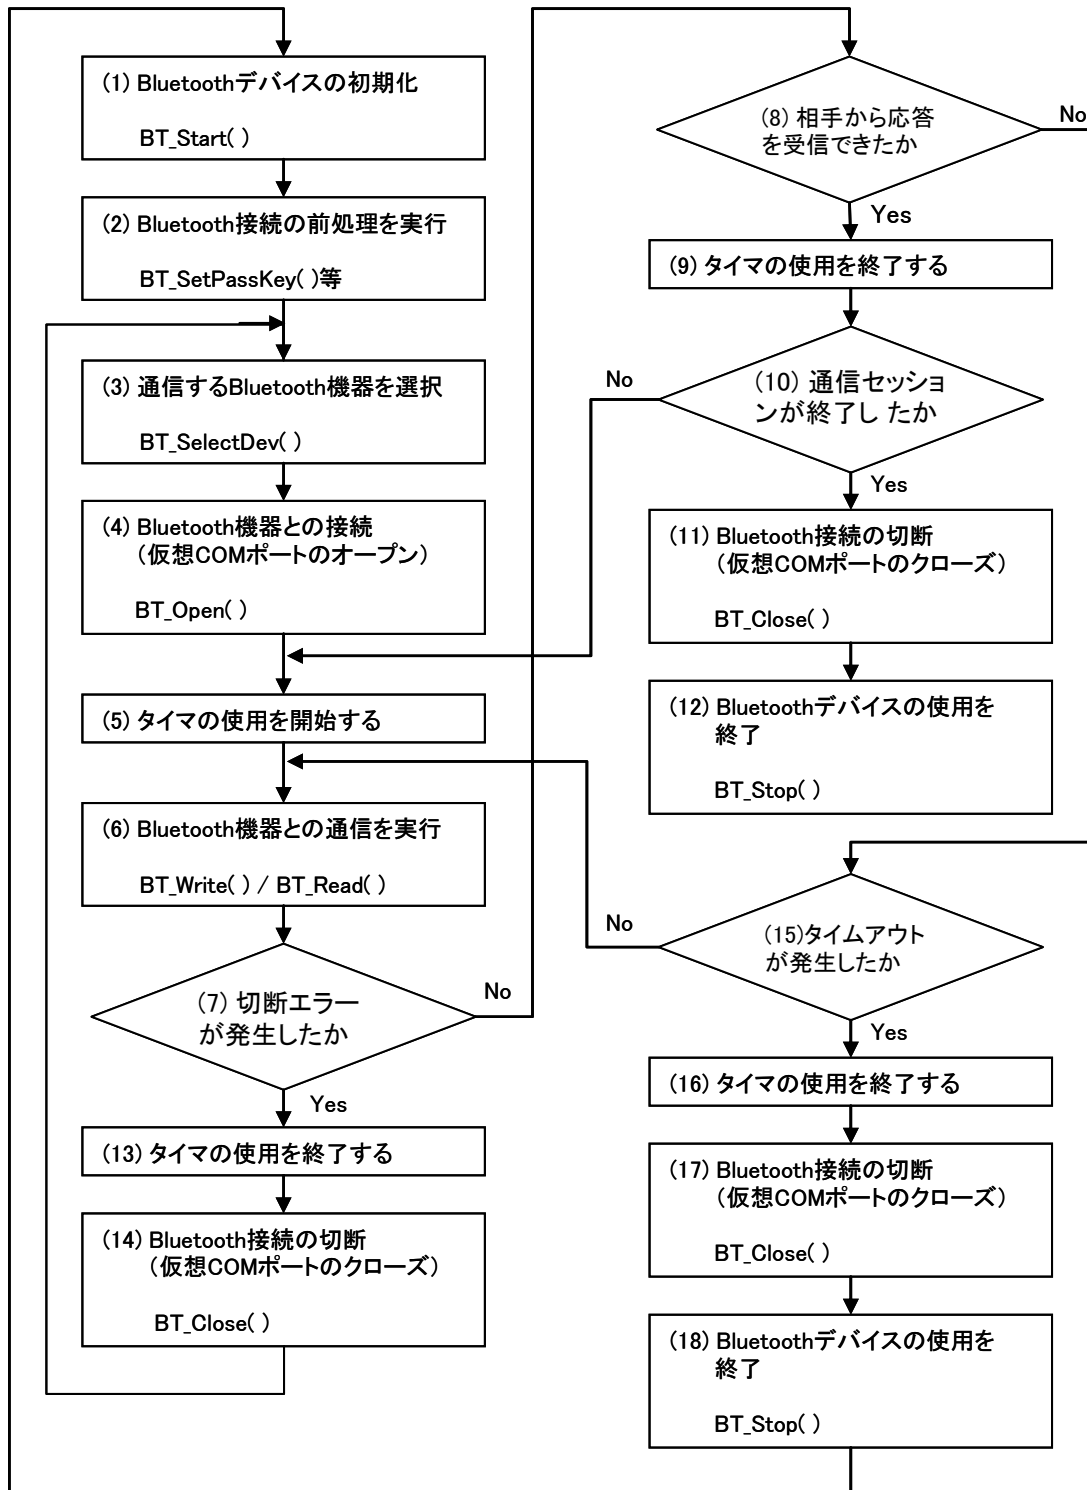 (1) Bluetoothデバイスの初期化
BT_Start( )
(2) Bluetooth接続の前処理を実行
BT_SetPassKey( )等
(3) 通信するBluetooth機器を選択
BT_SelectDev( )
(4) Bluetooth機器との接続
（仮想COMポートのオープン）
BT_Open( )
(5) タイマの使用を開始する
(6) Bluetooth機器との通信を実行
BT_Write( ) / BT_Read( )
(7) 切断エラー
が発生したか
No
Yes
(13) タイマの使用を終了する
(14) Bluetooth接続の切断
（仮想COMポートのクローズ）
BT_Close( )
(8) 相手から応答
を受信できたか
No
Yes
(9) タイマの使用を終了する
(10) 通信セッショ
ンが終了し たか
No
Yes
(11) Bluetooth接続の切断
（仮想COMポートのクローズ）
BT_Close( )
(12) Bluetoothデバイスの使用を
終了
BT_Stop( )
(15)タイムアウト
が発生したか
No
Yes
(16) タイマの使用を終了する
(17) Bluetooth接続の切断
（仮想COMポートのクローズ）
BT_Close( )
(18) Bluetoothデバイスの使用を
終了
BT_Stop( )